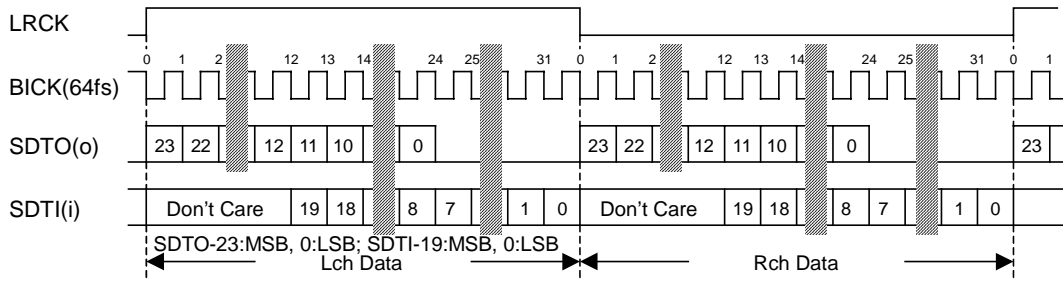 LRCK
0 1 2 12 13 14 24 25 31 0 1 2 12 13 14 24 25 31 0 1
BICK(64fs)
SDTO(o) 23 22 12 11 10 0 23 22 12 11 10 0 23
SDTI(i) Don't Care 19 18 8 7 1 0 Don't Care 19 18 8 7 1 0
SDTO-23:MSB, 0:LSB; SDTI-19:MSB, 0:LSB
Lch Data Rch Data